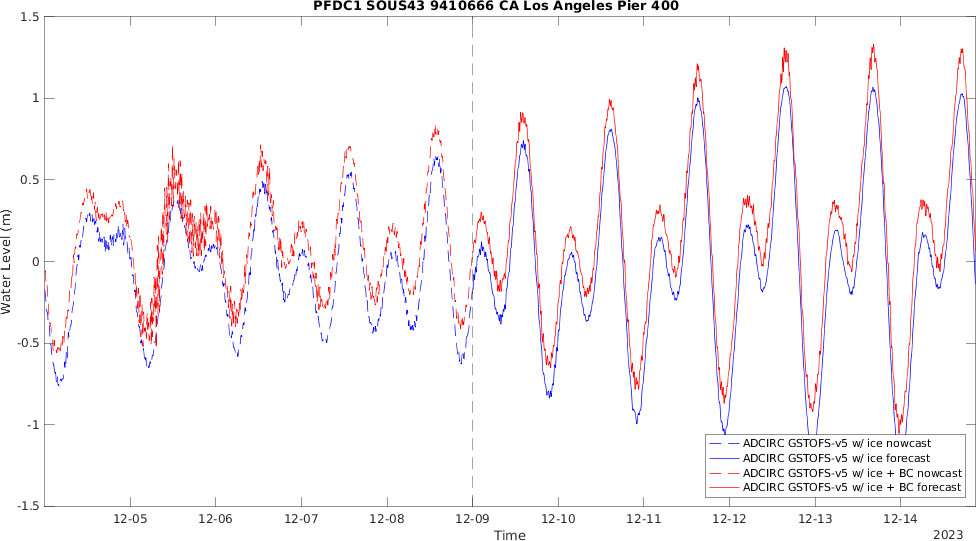 PFDC1 SOUS43 9410666 CA Los Angeles Pier 400
1.5
1
0.5
0
-0.5
-1
-1.5
Water Level (m)
ADCIRC GSTOFS-v5 w/ ice nowcast
ADCIRC GSTOFS-v5 w/ ice forecast
ADCIRC GSTOFS-v5 w/ ice + BC nowcast
ADCIRC GSTOFS-v5 w/ ice + BC forecast
12-05 12-06 12-07 12-08 12-09 12-10 12-11 12-12 12-13 12-14
Time
2023